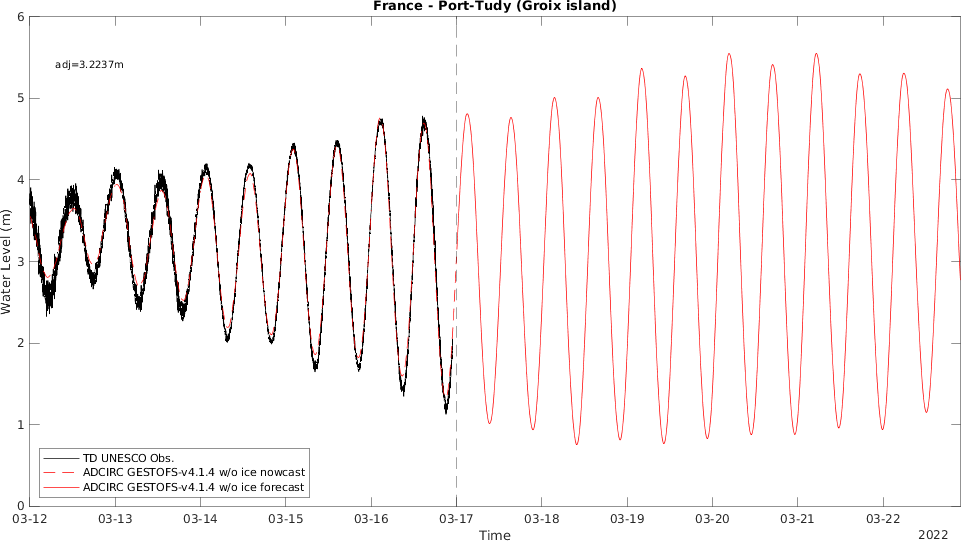 France - Port-Tudy (Groix island)
adj=3.2237m
Water Level (m)
6
5
4
3
2
1
0
TD UNESCO Obs.
ADCIRC GESTOFS-v4.1.4 w/o ice nowcast
ADCIRC GESTOFS-v4.1.4 w/o ice forecast
03-12 03-13 03-14 03-15 03-16 03-17 03-18 03-19 03-20 03-21 03-22
Time
2022